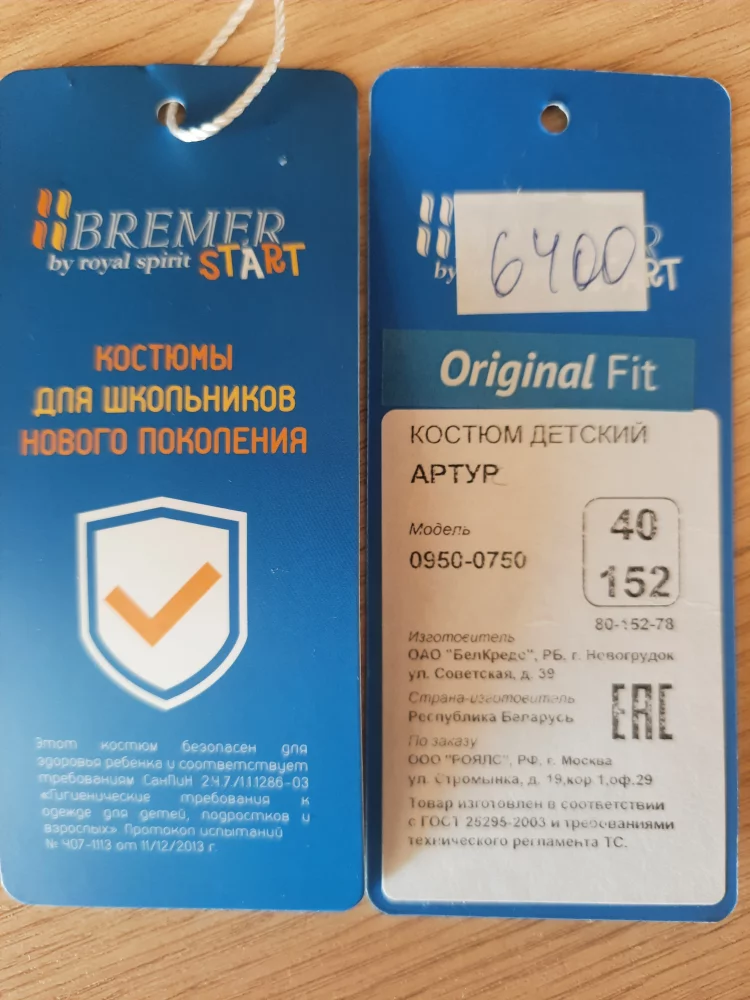 BREMER
by royal spirit START
КОСТЮМЫ
ДЛЯ ШКОЛЬНИКОВ
НОВОГО ПОКОЛЕНИЯ
Этот костюм безопасен для
здоровья ребенка и соответствует
требованиям СанПиН 2.4.7/1.1.1286-03
«Гигиенические требования к
одежде для детей, подростков и
взрослых» Протокол испытаний
№ 407-1113 от 11/12/2013 г.
6400
by
Original Fit
КОСТЮМ ДЕТСКИЙ
АРТУР
Модель
0950-0750
40
152
80-152-78
Изготовитель
ОАО "БелКредо", РБ, г. Новогрудок
ул. Советская, д. 39
Страна-изготовитель
Республика Беларусь
EAC
По заказу
ООО "РОЯЛС", РФ, г. Москва
ул. Стромынка, д. 19,кор 1,оф.29
Товар изготовлен в соответствии
с ГОСТ 25295-2003 и требованиями
технического регламента ТС.